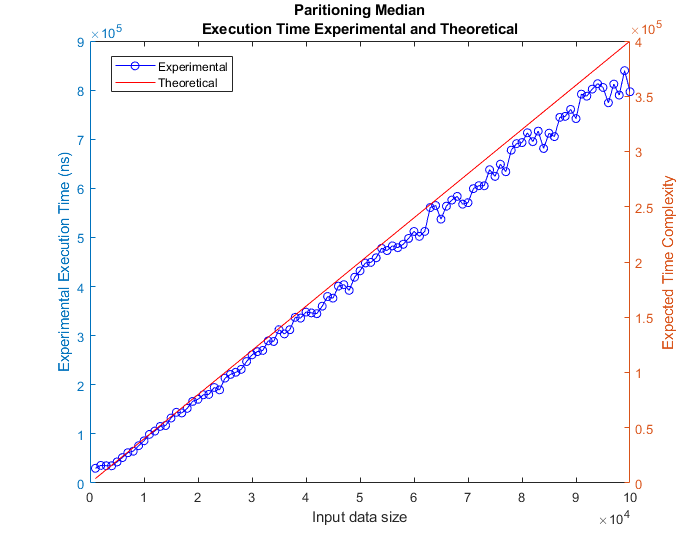 Paritioning Median
Execution Time Experimental and Theoretical
×10^5
×10^5
Experimental
Theoretical
9
8
7
6
5
4
3
2
1
0
Experimental Execution Time (ns)
4
3.5
3
2.5
2
1.5
1
0.5
0
Expected Time Complexity
0 1 2 3 4 5 6 7 8 9 10
Input data size
×10^4